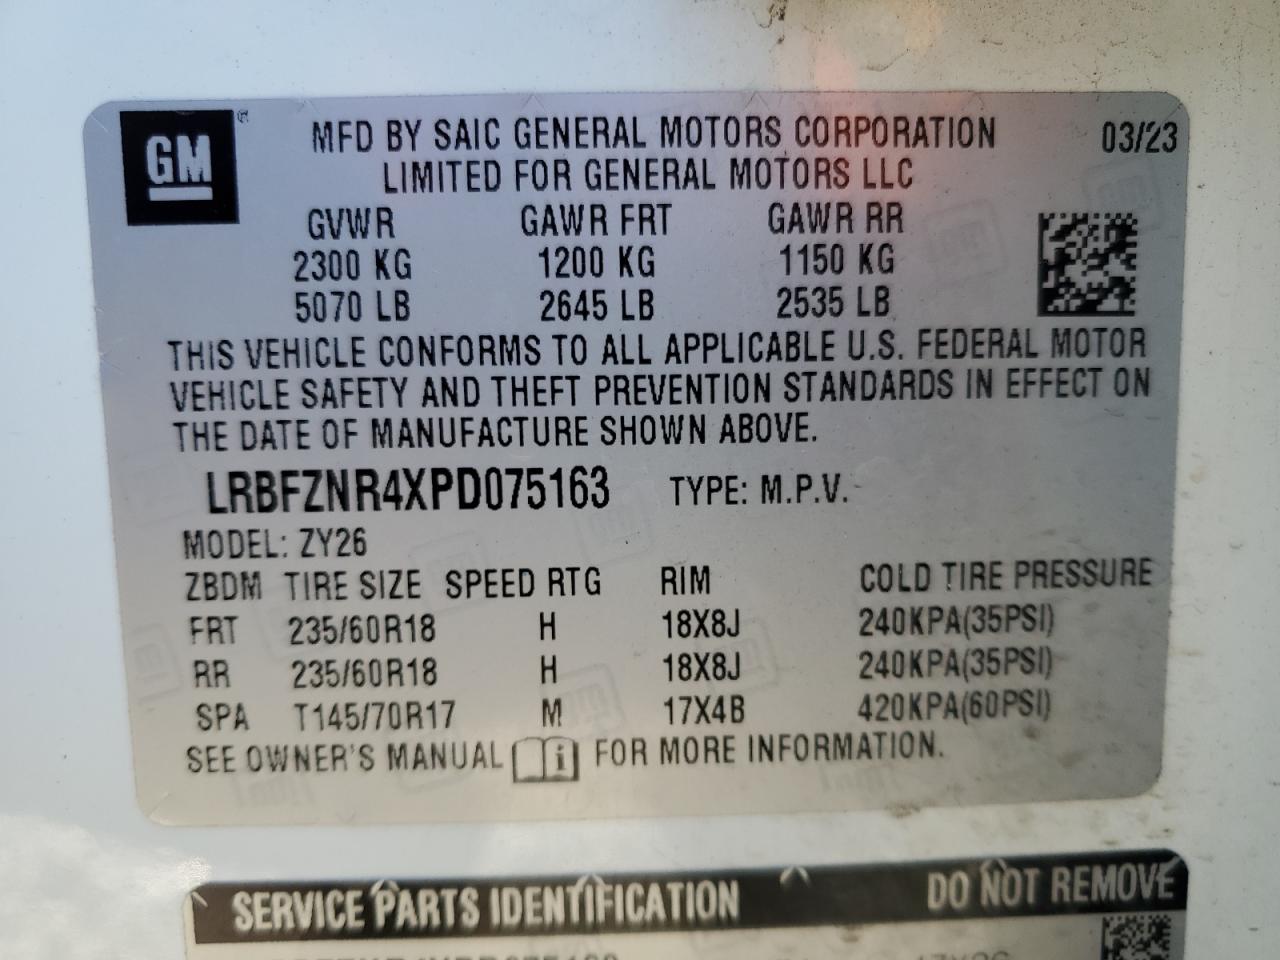 GM
MFD BY SAIC GENERAL MOTORS CORPORATION 03/23
LIMITED FOR GENERAL MOTORS LLC
GVWR GAWR FRT GAWR RR
2300 KG 1200 KG 1150 KG
5070 LB 2645 LB 2535 LB
THIS VEHICLE CONFORMS TO ALL APPLICABLE U.S. FEDERAL MOTOR
VEHICLE SAFETY AND THEFT PREVENTION STANDARDS IN EFFECT ON
THE DATE OF MANUFACTURE SHOWN ABOVE.
LRBFZNR4XPD075163 TYPE: M.P.V.
MODEL: ZY26
ZBDM TIRE SIZE SPEED RTG RIM COLD TIRE PRESSURE
FRT 235/60R18 H 18X8J 240KPA(35PSI)
RR 235/60R18 H 18X8J 240KPA(35PSI)
SPA T145/70R17 M 17X4B 420KPA(60PSI)
SEE OWNER'S MANUAL i FOR MORE INFORMATION.
SERVICE PARTS IDENTIFICATION DO NOT REMOVE